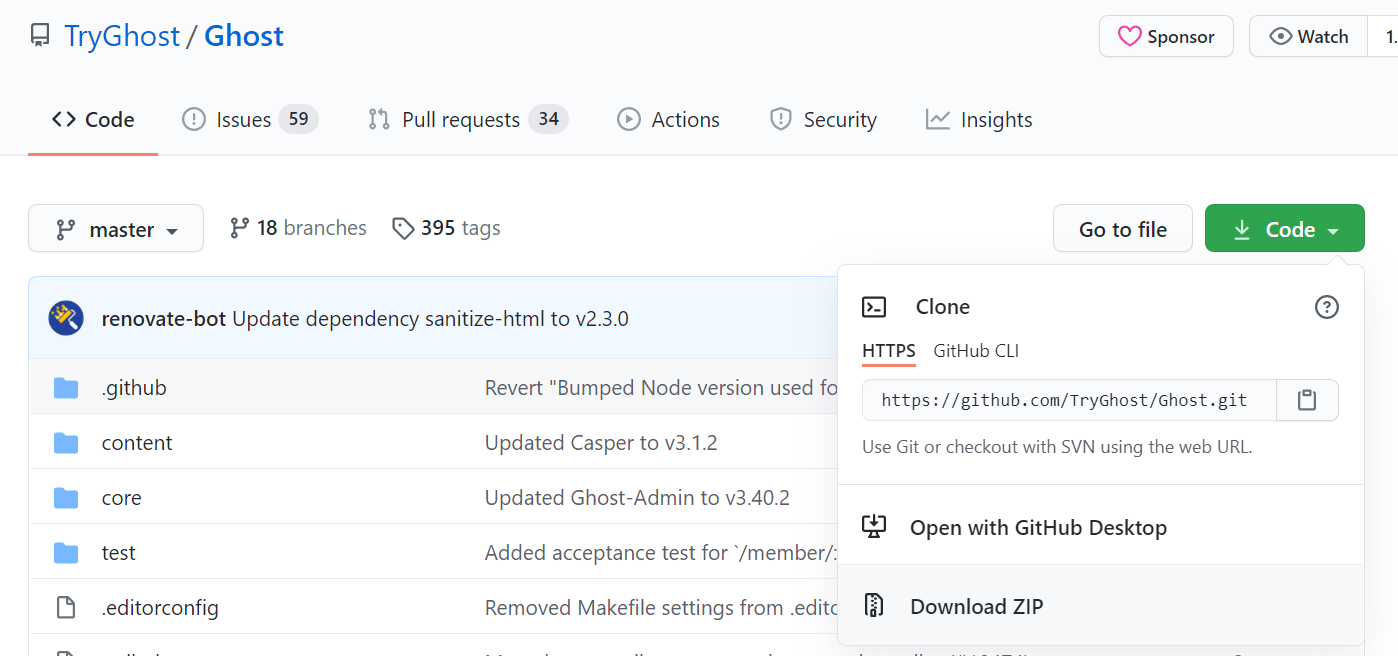 TryGhost / Ghost
Sponsor
Watch
1.
Code
Issues 59
Pull requests 34
Actions
Security
Insights
master
18 branches
395 tags
Go to file
Code
renovate-bot Update dependency sanitize-html to v2.3.0
.github
Revert "Bumped Node version used fo
content
Updated Casper to v3.1.2
core
Updated Ghost-Admin to v3.40.2
test
Added acceptance test for `/member/:
.editorconfig
Removed Makefile settings from .edito
Clone
HTTPS
GitHub CLI
https://github.com/TryGhost/Ghost.git
Use Git or checkout with SVN using the web URL.
Open with GitHub Desktop
Download ZIP